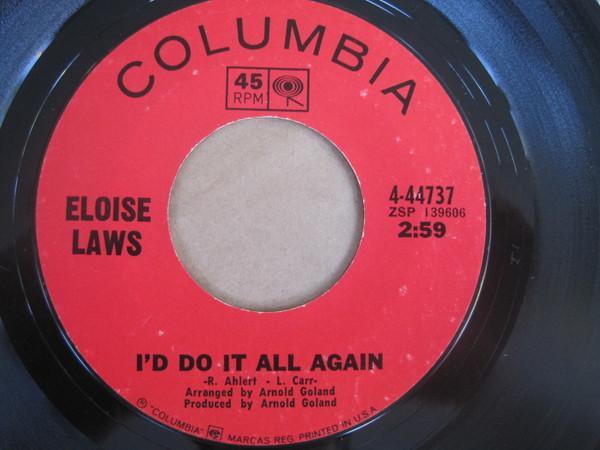 COLUMBIA
45
RPM
ELOISE
LAWS
4-44737
ZSP 139606
2:59
I'D DO IT ALL AGAIN
-R. Ahlert - L. Carr-
Arranged by Arnold Goland
Produced by Arnold Goland
Ⓟ "COLUMBIA" MARCAS REG. PRINTED IN U.S.A.